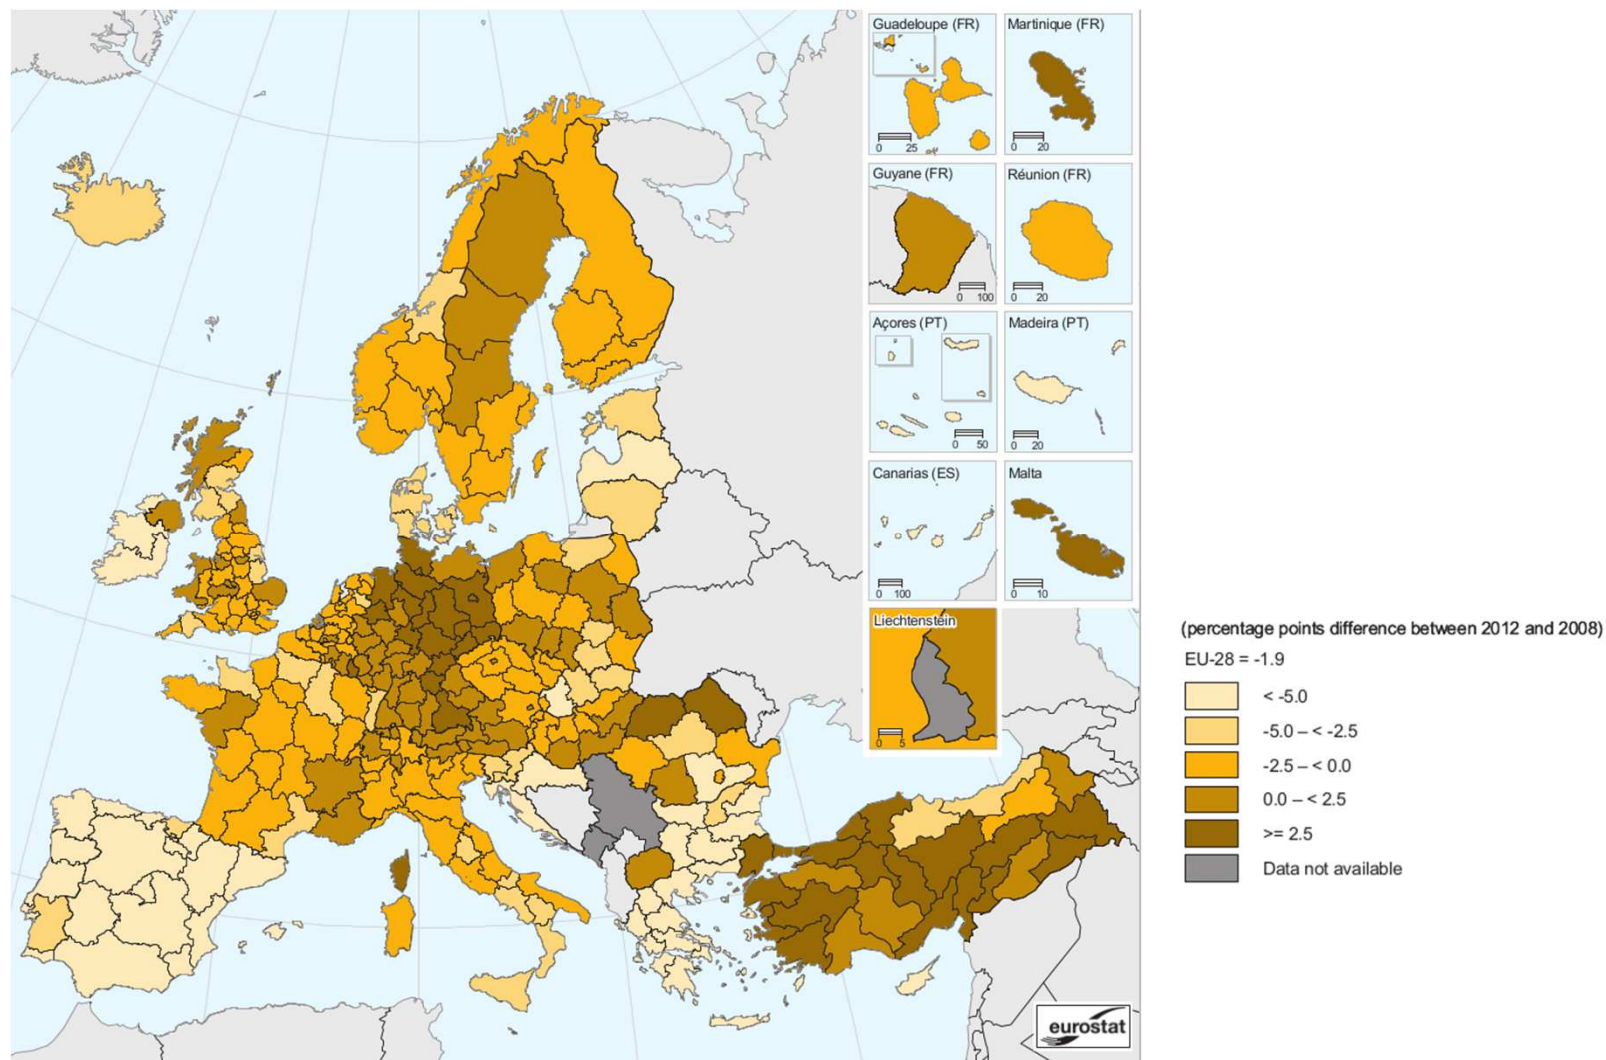 Guadeloupe (FR)
0 25
Martinique (FR)
0 20
Guyane (FR)
0 100
Réunion (FR)
0 20
Açores (PT)
0 50
Madeira (PT)
0 20
Canarias (ES)
0 100
Malta
0 10
Liechtenstein
0 5
(percentage points difference between 2012 and 2008)
EU-28 = -1.9
< -5.0
-5.0 – < -2.5
-2.5 – < 0.0
0.0 – < 2.5
>= 2.5
Data not available
eurostat